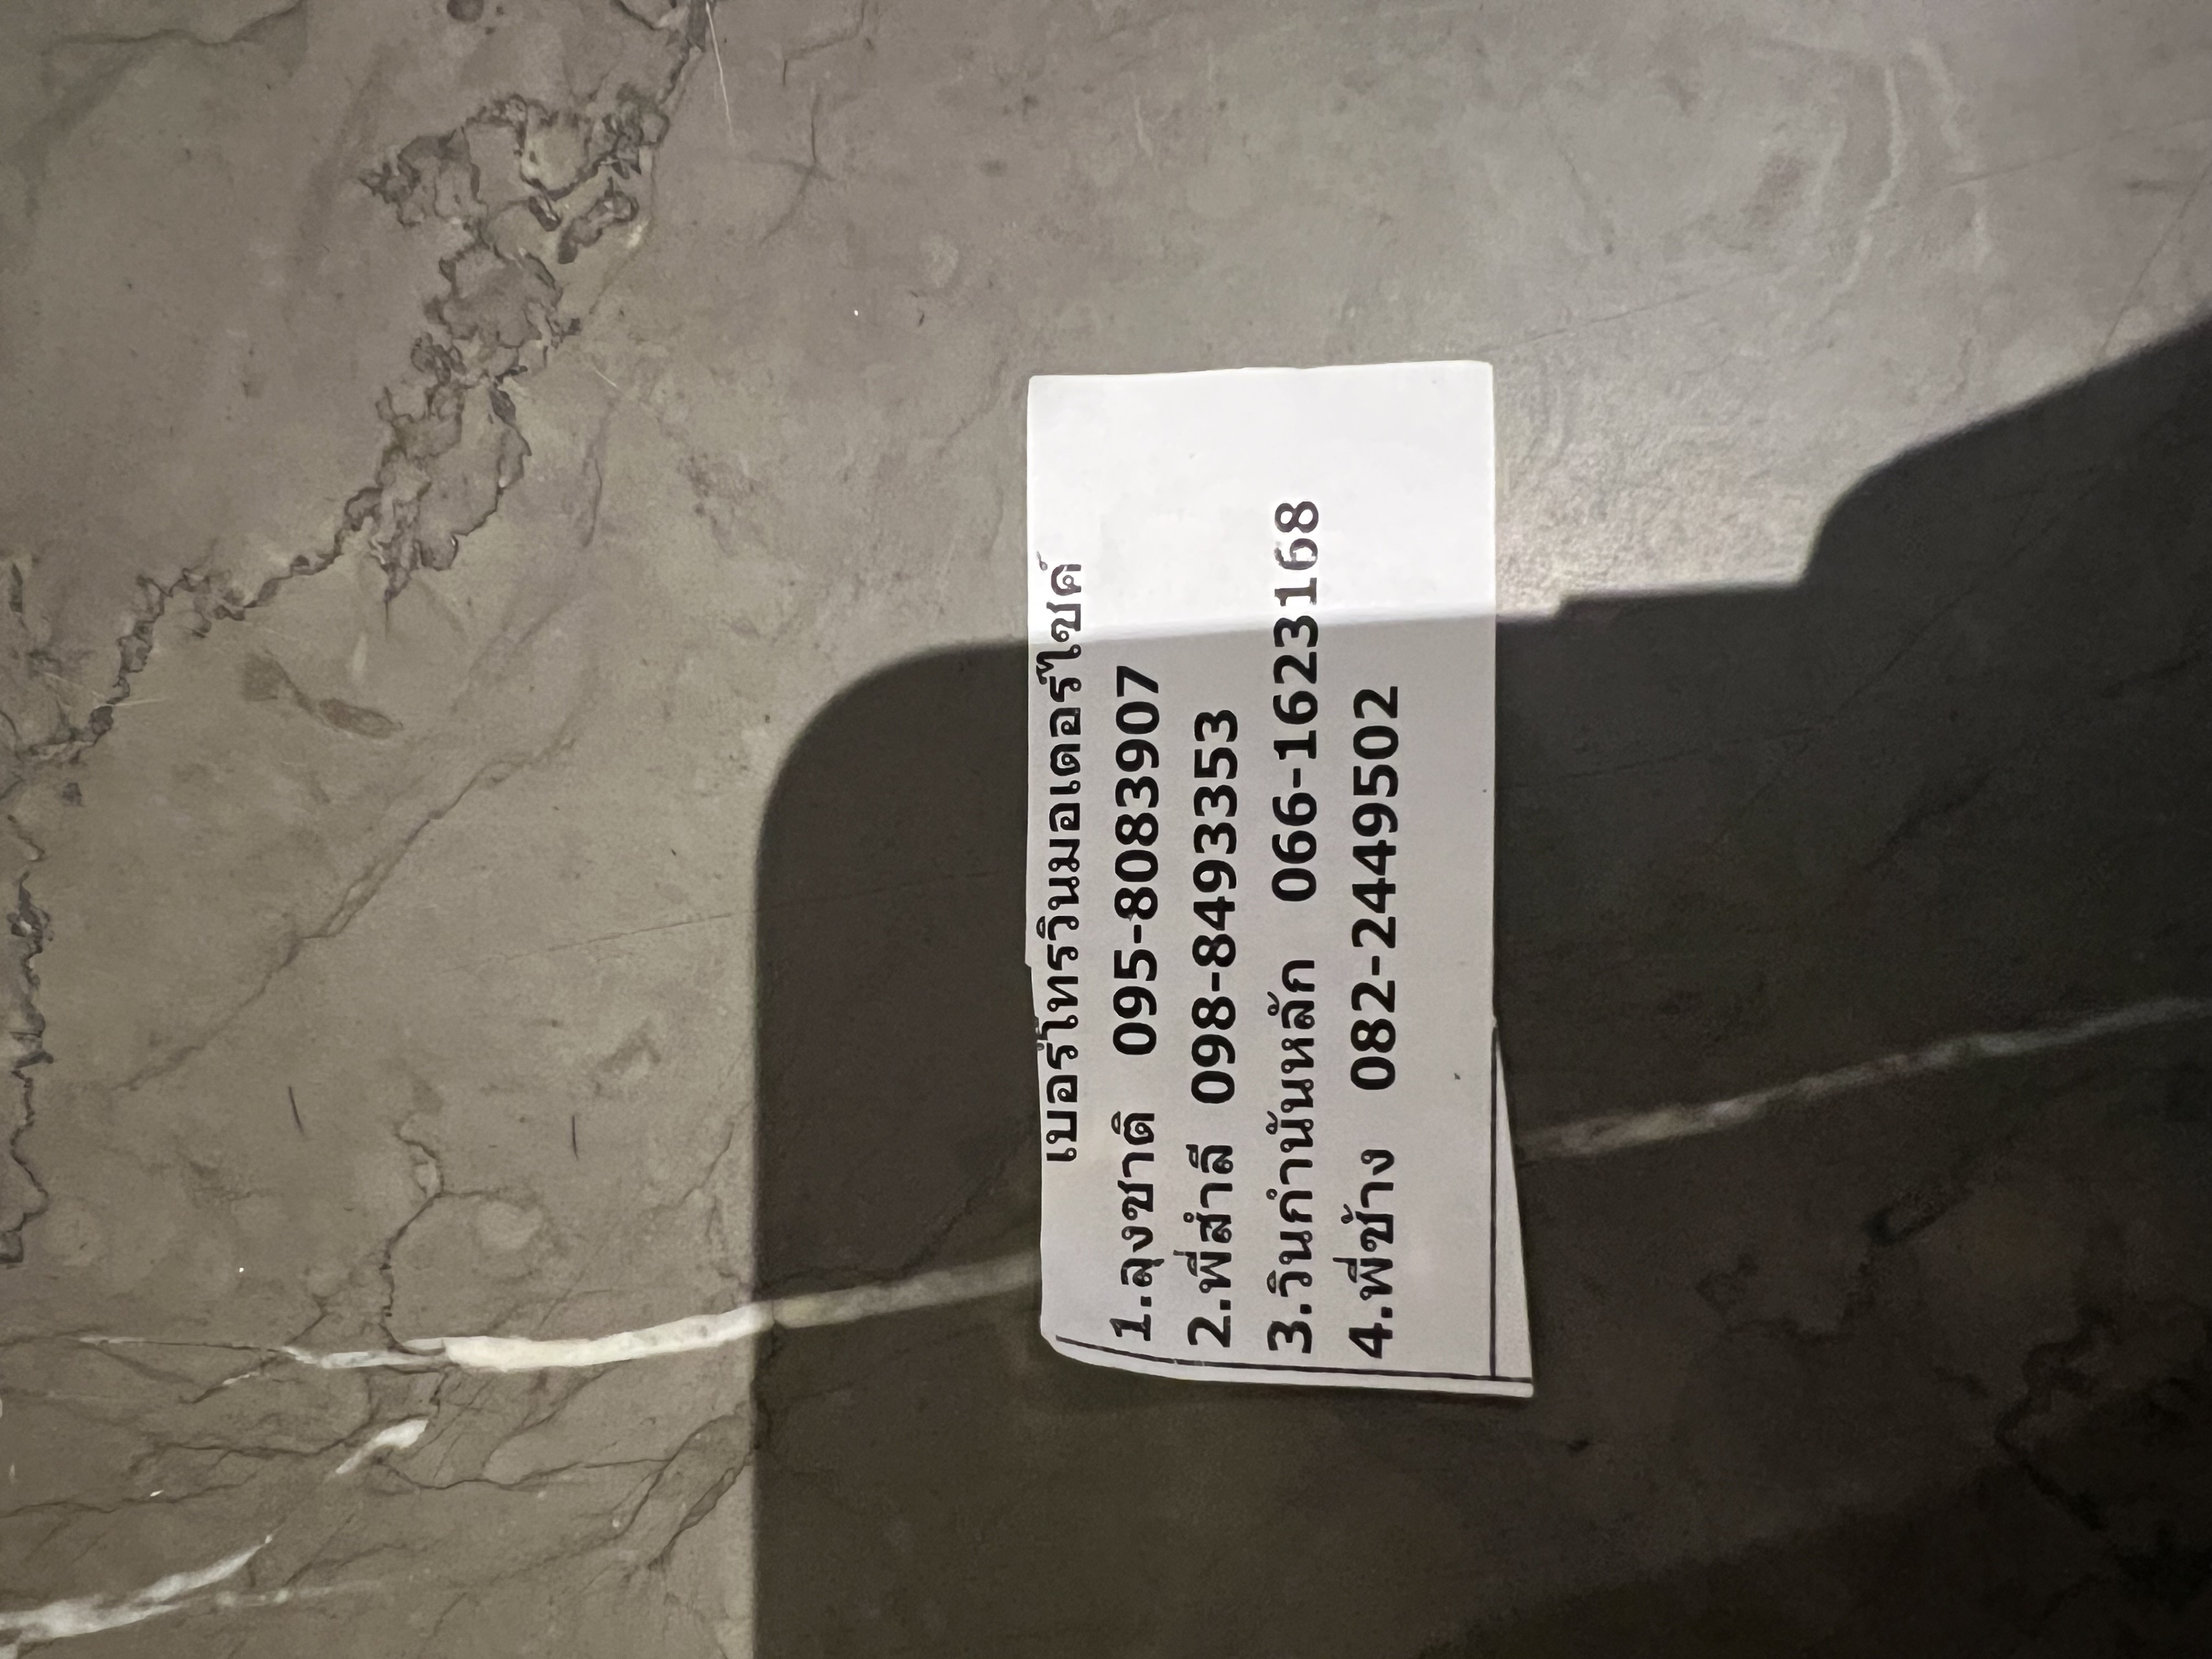 เบอร์โทรวินมอเตอร์ไซค์
1.ลุงชาติ 095-8083907
2.พี่สำลี 098-8493353
3.วินกำนันหลัก 066-1623168
4.พี่ช้าง 082-2449502